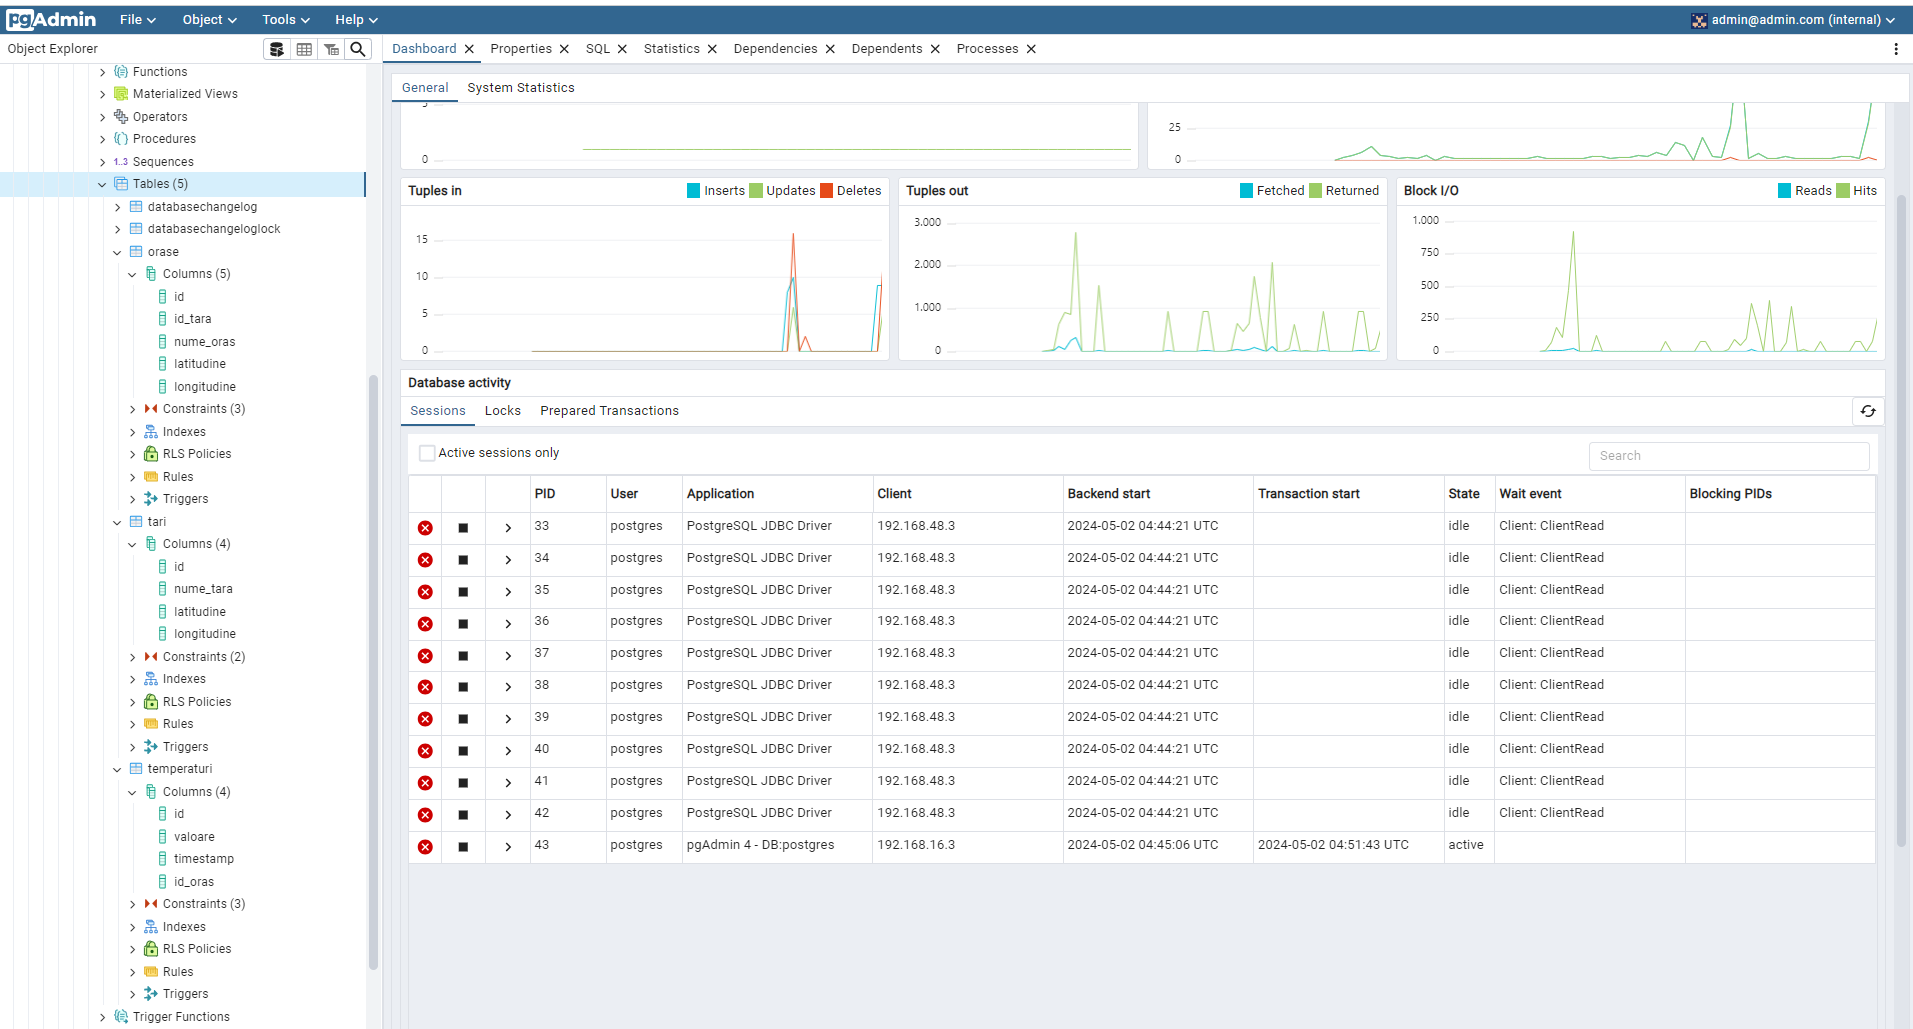 pgAdmin File Object Tools Help admin@admin.com (internal)
Object Explorer
Functions
Materialized Views
Operators
Procedures
1..3 Sequences
Tables (5)
databasechangelog
databasechangeloglock
orase
Columns (5)
id
id_tara
nume_oras
latitudine
longitudine
Constraints (3)
Indexes
RLS Policies
Rules
Triggers
tari
Columns (4)
id
nume_tara
latitudine
longitudine
Constraints (2)
Indexes
RLS Policies
Rules
Triggers
temperaturi
Columns (4)
id
valoare
timestamp
id_oras
Constraints (3)
Indexes
RLS Policies
Rules
Triggers
Trigger Functions
Dashboard Properties SQL Statistics Dependencies Dependents Processes
General System Statistics
0
25
0
Tuples in Inserts Updates Deletes
15
10
5
0
Tuples out Fetched Returned
3.000
2.000
1.000
0
Block I/O Reads Hits
1.000
750
500
250
0
Database activity
Sessions Locks Prepared Transactions
Active sessions only Search
PID User Application Client Backend start Transaction start State Wait event Blocking PIDs
33 postgres PostgreSQL JDBC Driver 192.168.48.3 2024-05-02 04:44:21 UTC idle Client: ClientRead
34 postgres PostgreSQL JDBC Driver 192.168.48.3 2024-05-02 04:44:21 UTC idle Client: ClientRead
35 postgres PostgreSQL JDBC Driver 192.168.48.3 2024-05-02 04:44:21 UTC idle Client: ClientRead
36 postgres PostgreSQL JDBC Driver 192.168.48.3 2024-05-02 04:44:21 UTC idle Client: ClientRead
37 postgres PostgreSQL JDBC Driver 192.168.48.3 2024-05-02 04:44:21 UTC idle Client: ClientRead
38 postgres PostgreSQL JDBC Driver 192.168.48.3 2024-05-02 04:44:21 UTC idle Client: ClientRead
39 postgres PostgreSQL JDBC Driver 192.168.48.3 2024-05-02 04:44:21 UTC idle Client: ClientRead
40 postgres PostgreSQL JDBC Driver 192.168.48.3 2024-05-02 04:44:21 UTC idle Client: ClientRead
41 postgres PostgreSQL JDBC Driver 192.168.48.3 2024-05-02 04:44:21 UTC idle Client: ClientRead
42 postgres PostgreSQL JDBC Driver 192.168.48.3 2024-05-02 04:44:21 UTC idle Client: ClientRead
43 postgres pgAdmin 4 - DB:postgres 192.168.16.3 2024-05-02 04:45:06 UTC 2024-05-02 04:51:43 UTC active